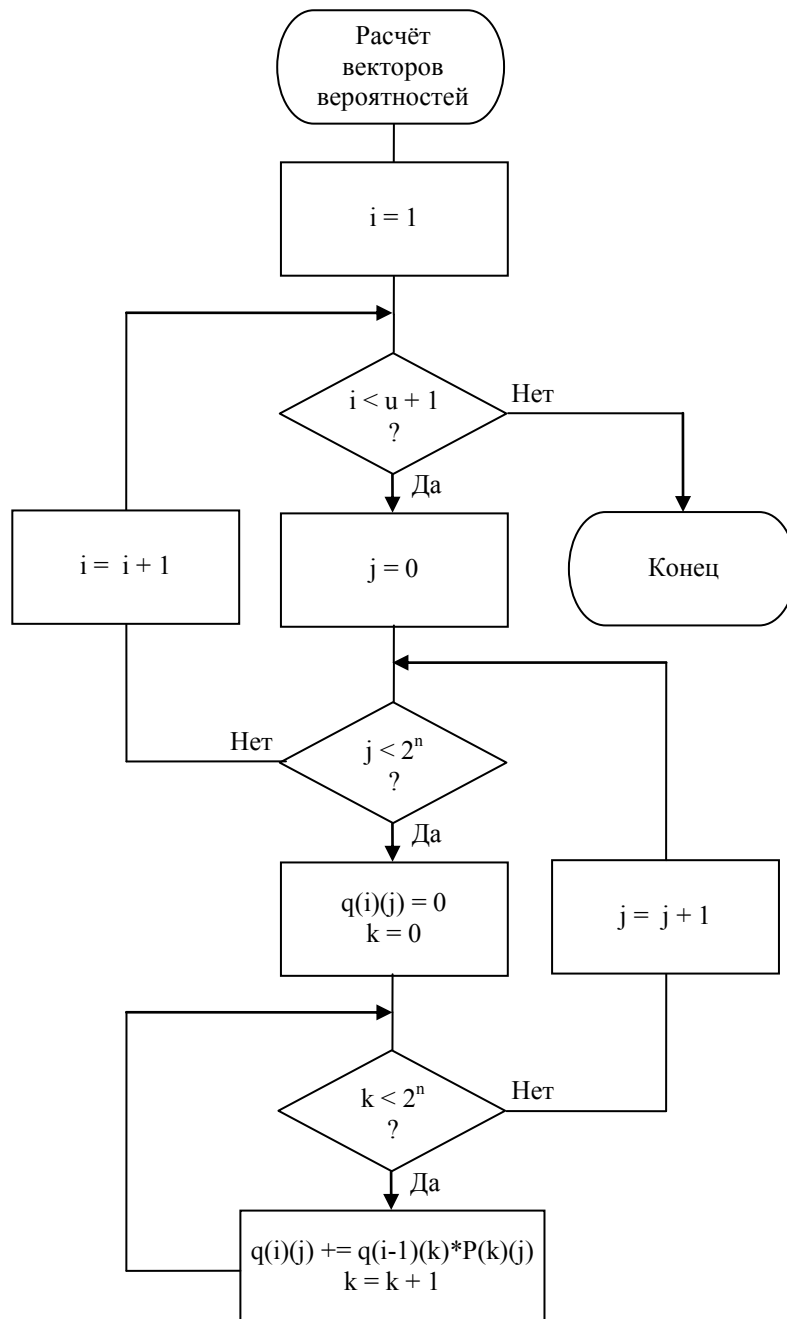 Расчёт
векторов
вероятностей
i = 1
i < u + 1
?
Нет
Да
i = i + 1
j = 0
Конец
Нет
j < 2ⁿ
?
Да
q(i)(j) = 0
k = 0
j = j + 1
k < 2ⁿ
?
Нет
Да
q(i)(j) += q(i-1)(k)*P(k)(j)
k = k + 1